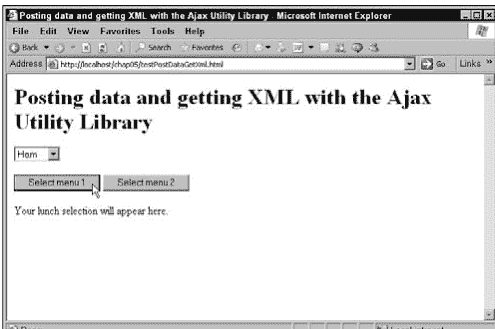 Posting data and getting XML with the Ajax Utility Library - Microsoft Internet Explorer
File Edit View Favorites Tools Help
Back Search Favorites
Address http://localhost/chap05/testPostDataGetXml.html Go Links »
Posting data and getting XML with the Ajax
Utility Library
Ham
Select menu 1 Select menu 2
Your lunch selection will appear here.